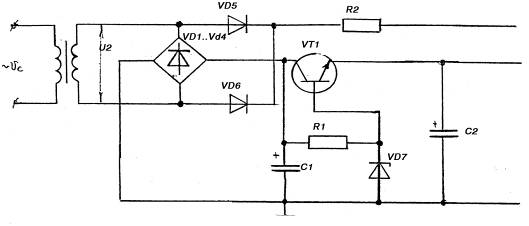 VD5
R2
VD1..Vd4
VT1
U2
~Uc
VD6
R1
VD7
+
C2
+
C1